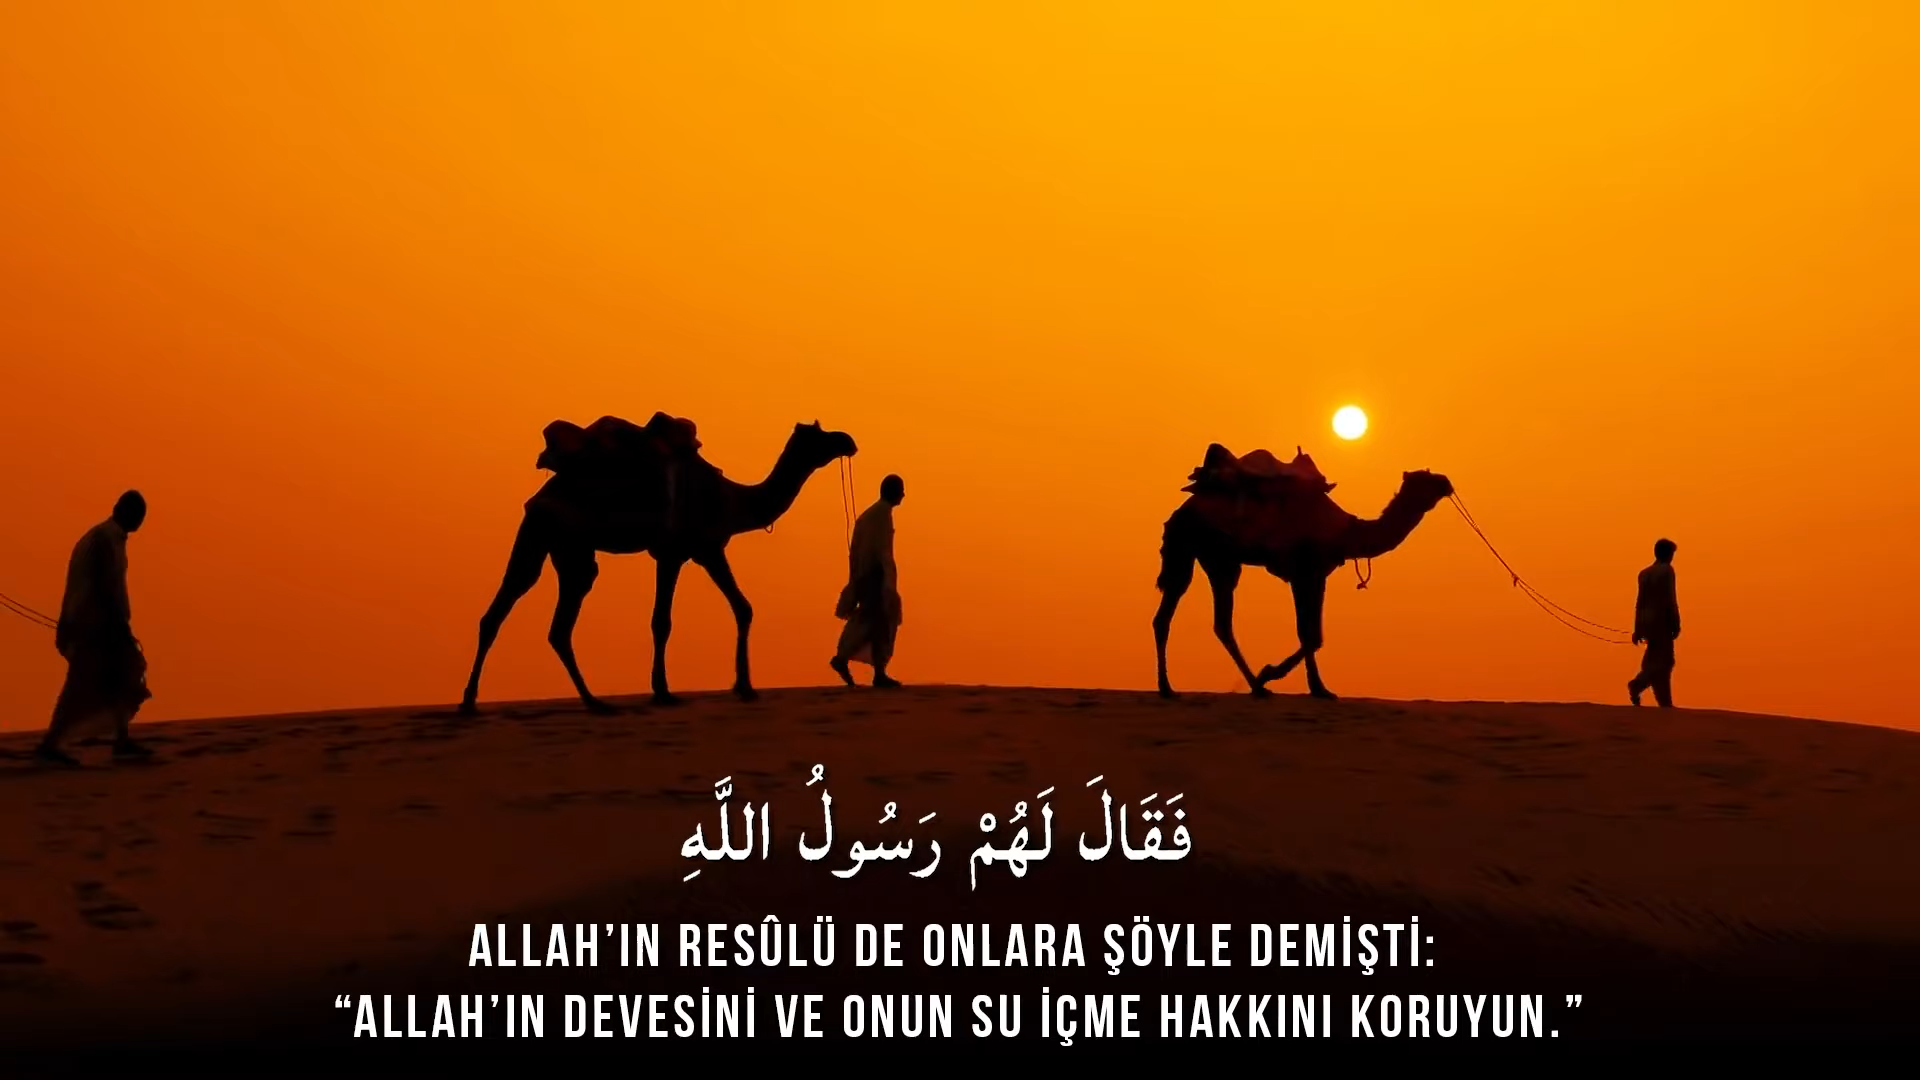 فَقَالَ لَهُمْ رَسُولُ اللَّهِ
ALLAH’IN RESÛLÜ DE ONLARA ŞÖYLE DEMİŞTİ:
“ALLAH’IN DEVESİNİ VE ONUN SU İÇME HAKKINI KORUYUN.”